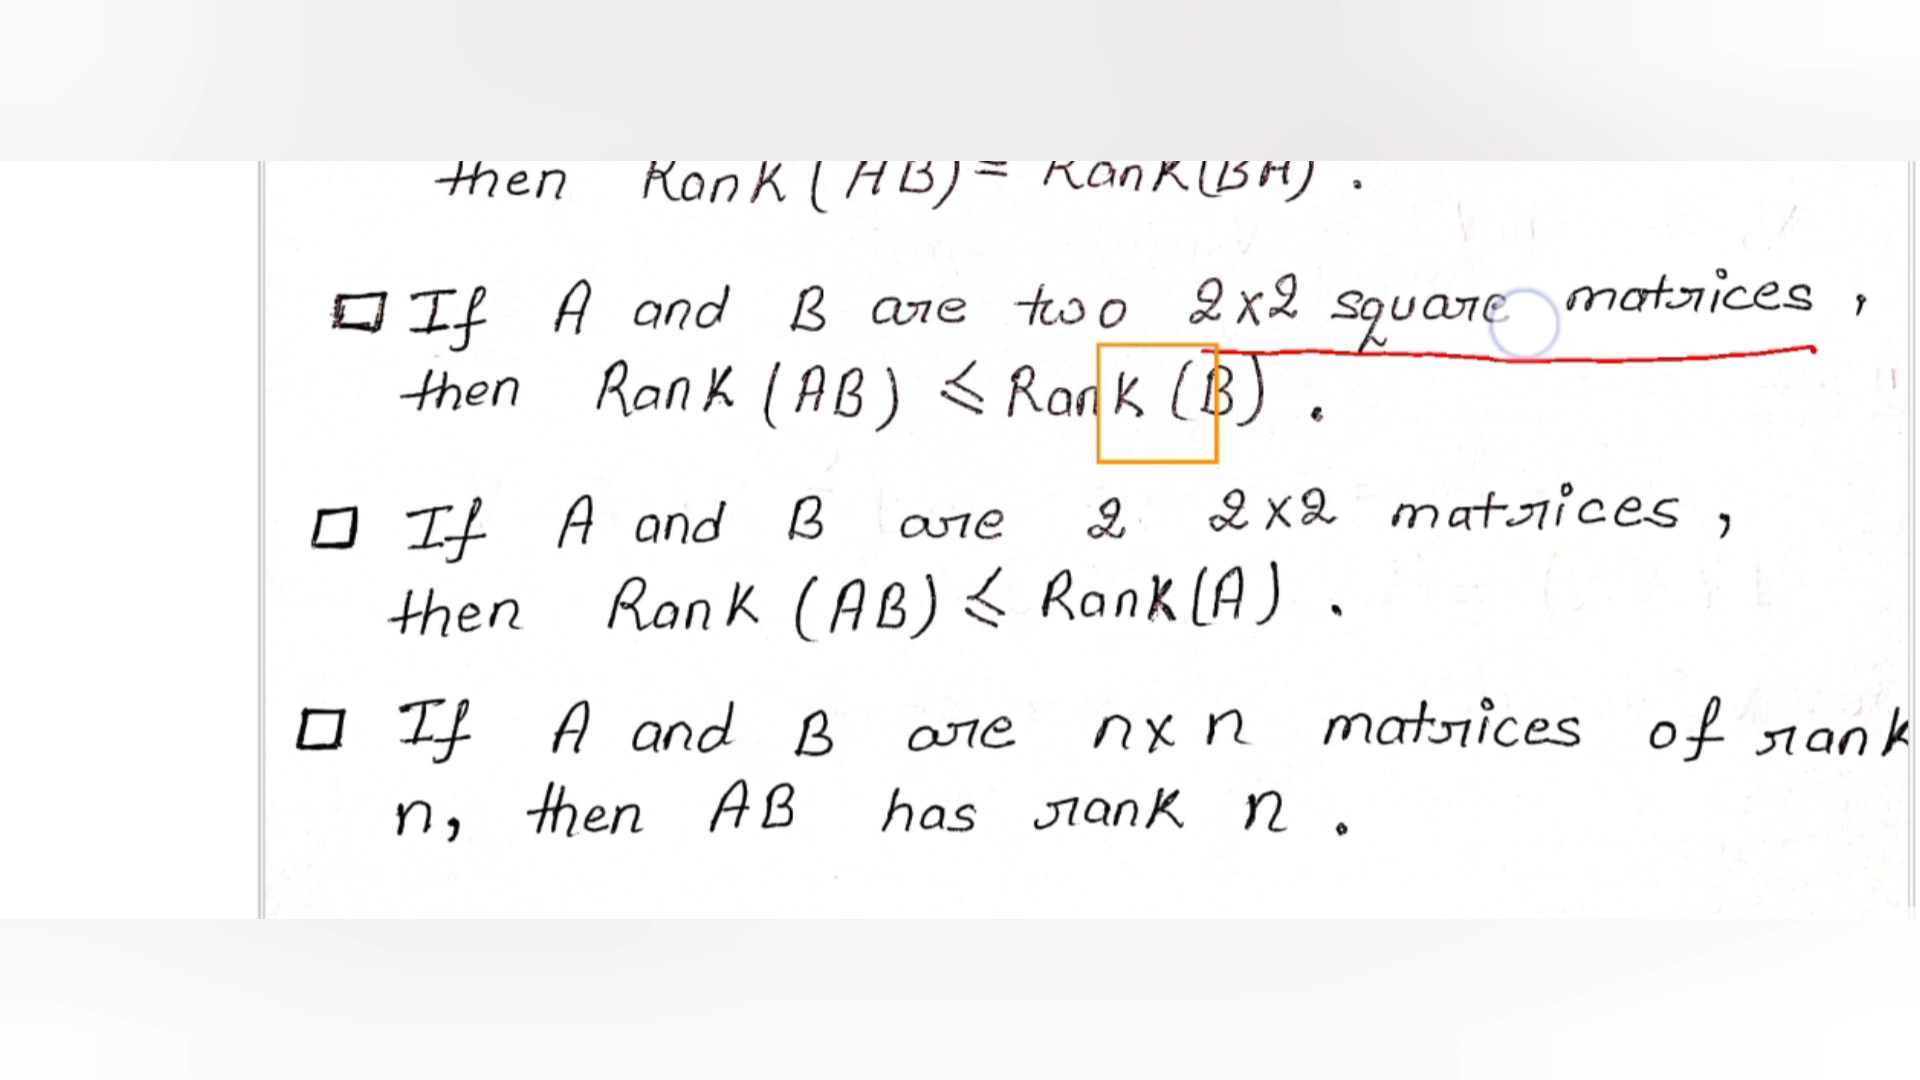 then Rank (AB) = Rank (BA) .
□ If A and B are two 2x2 square matrices ,
then Rank (AB) ⩽ Rank (B) .
□ If A and B are 2 2x2 matrices ,
then Rank (AB) ⩽ Rank (A) .
□ If A and B are nxn matrices of rank
n, then AB has rank n .